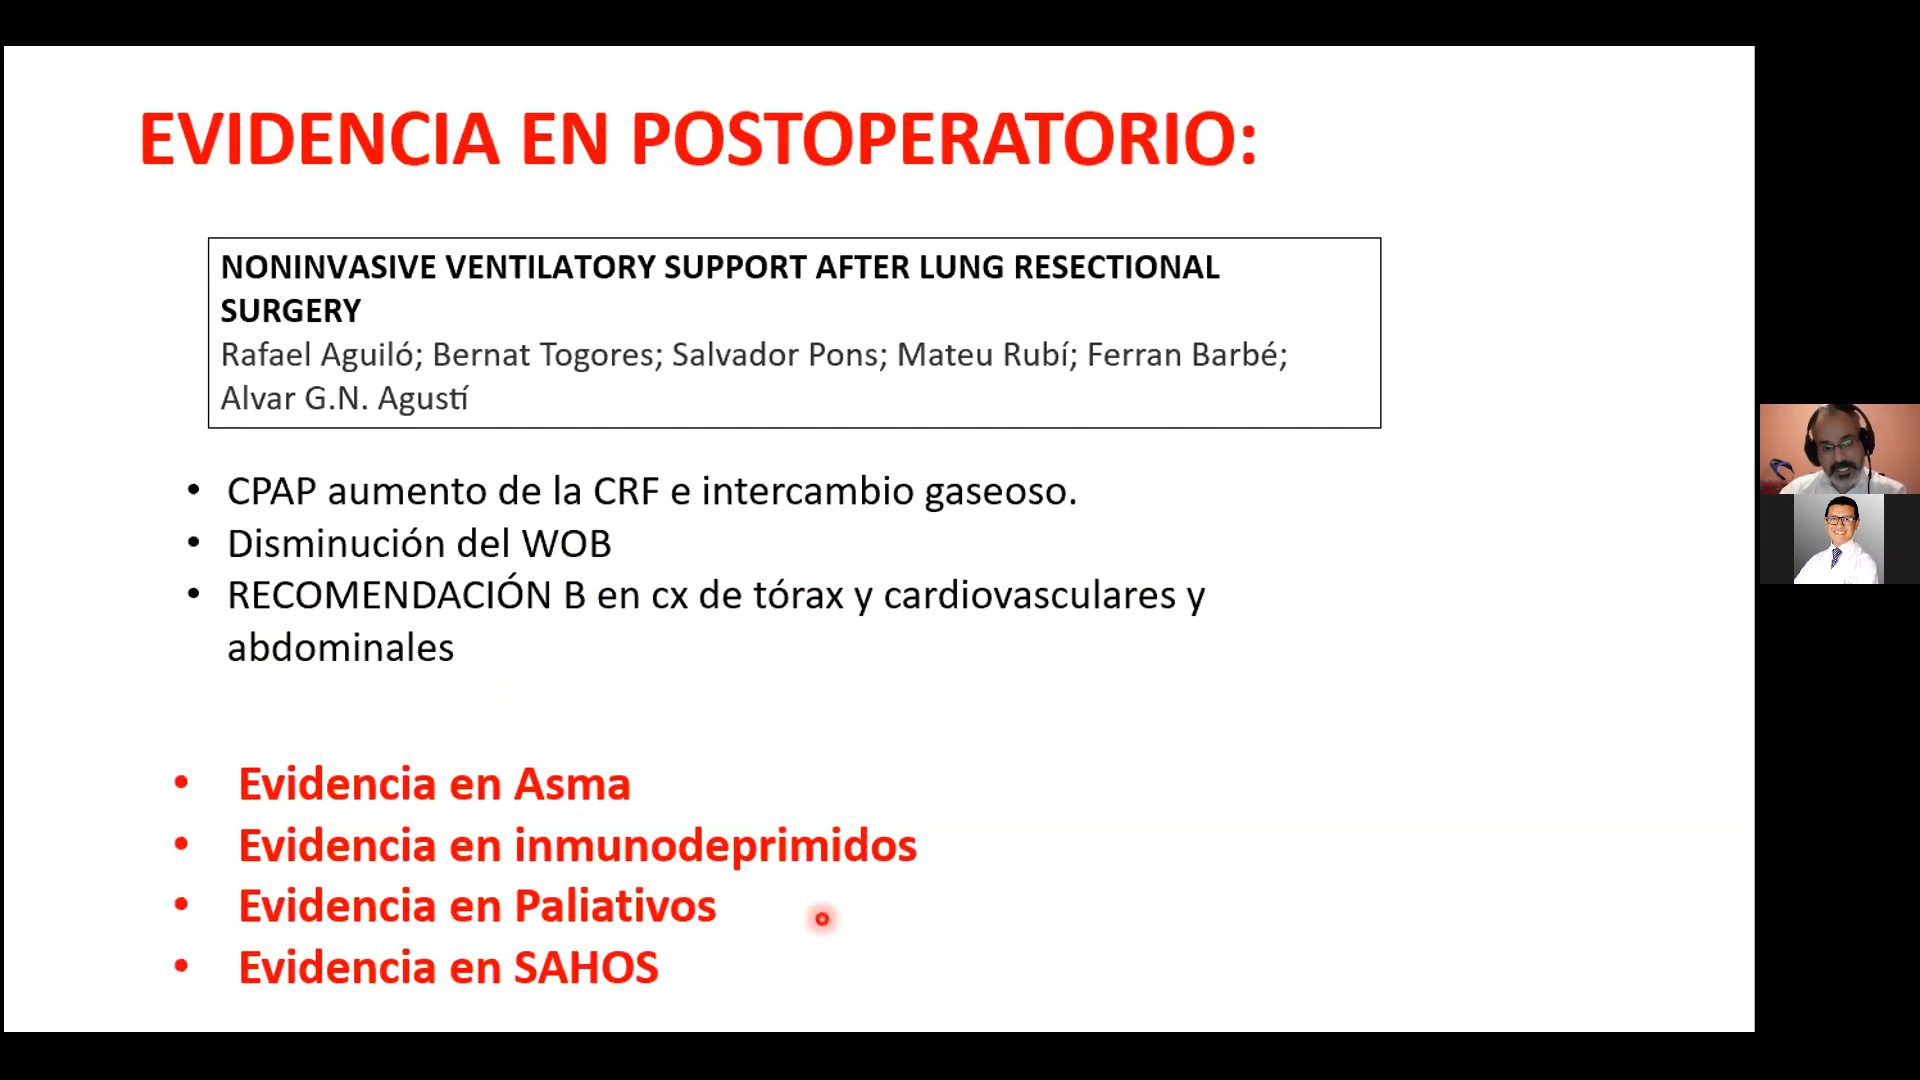 EVIDENCIA EN POSTOPERATORIO:
NONINVASIVE VENTILATORY SUPPORT AFTER LUNG RESECTIONAL
SURGERY
Rafael Aguiló; Bernat Togores; Salvador Pons; Mateu Rubí; Ferran Barbé;
Alvar G.N. Agustí
• CPAP aumento de la CRF e intercambio gaseoso.
• Disminución del WOB
• RECOMENDACIÓN B en cx de tórax y cardiovasculares y
abdominales
• Evidencia en Asma
• Evidencia en inmunodeprimidos
• Evidencia en Paliativos
• Evidencia en SAHOS